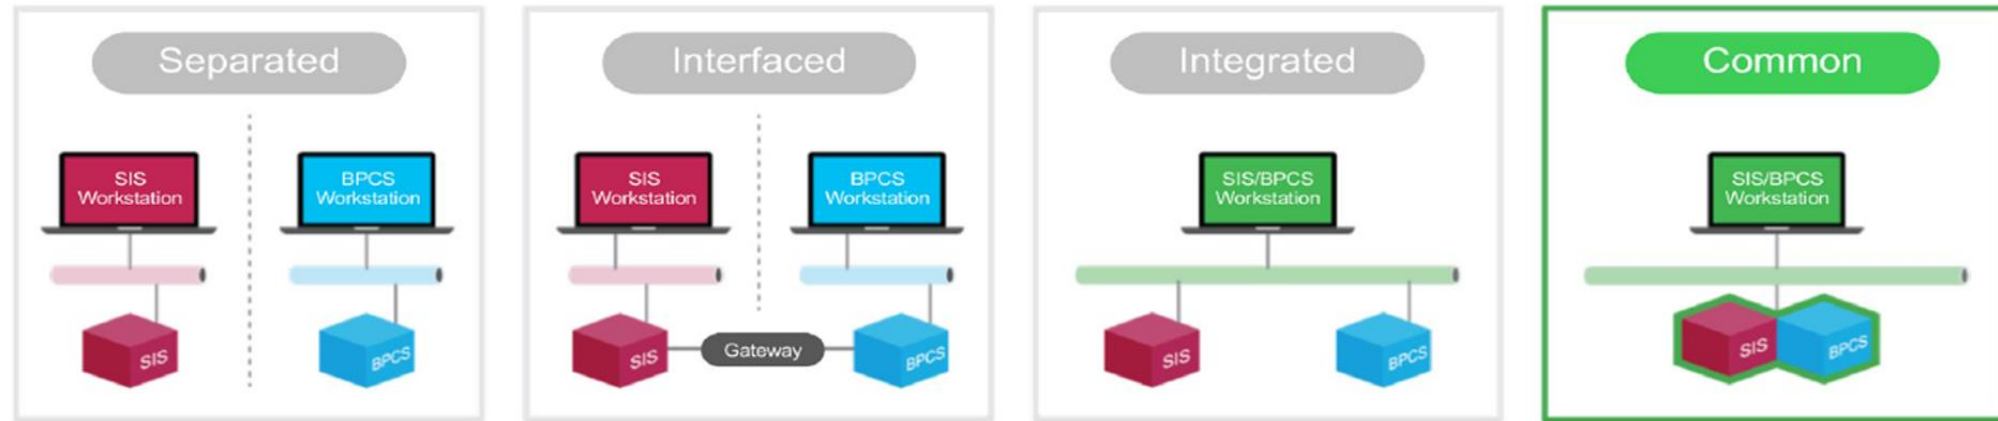 Separated
SIS
Workstation
BPCS
Workstation
SIS
BPCS
Interfaced
SIS
Workstation
BPCS
Workstation
SIS
Gateway
BPCS
Integrated
SIS/BPCS
Workstation
SIS
BPCS
Common
SIS/BPCS
Workstation
SIS
BPCS